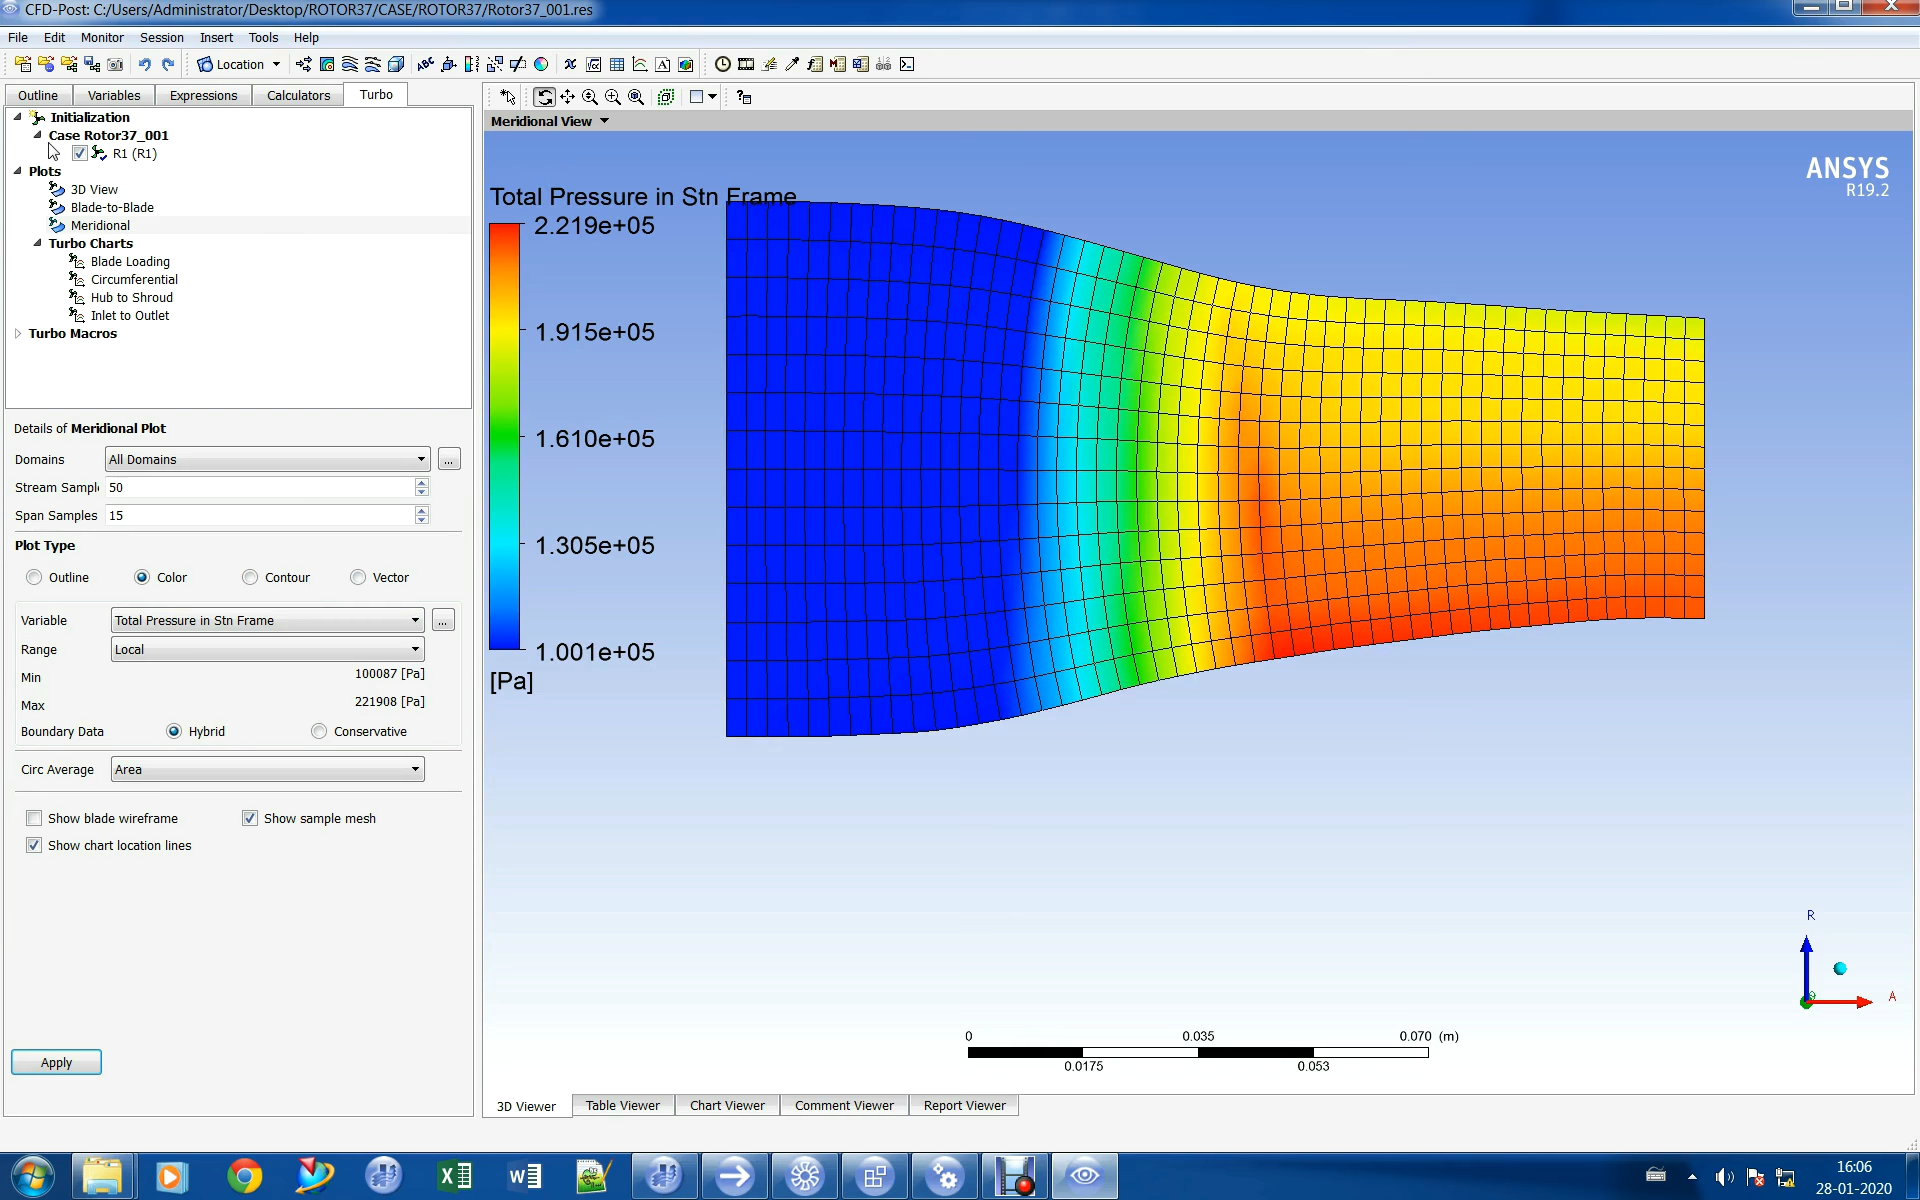 CFD-Post: C:/Users/Administrator/Desktop/ROTOR37/CASE/ROTOR37/Rotor37_001.res
File Edit Monitor Session Insert Tools Help
Location
Outline Variables Expressions Calculators Turbo
Initialization
Case Rotor37_001
R1 (R1)
Plots
3D View
Blade-to-Blade
Meridional
Turbo Charts
Blade Loading
Circumferential
Hub to Shroud
Inlet to Outlet
Turbo Macros
Details of Meridional Plot
Domains All Domains ...
Stream Sampl 50
Span Samples 15
Plot Type
Outline Color Contour Vector
Variable Total Pressure in Stn Frame ...
Range Local
Min 100087 [Pa]
Max 221908 [Pa]
Boundary Data Hybrid Conservative
Circ Average Area
Show blade wireframe Show sample mesh
Show chart location lines
Apply
Meridional View
ANSYS
R19.2
Total Pressure in Stn Frame
2.219e+05
1.915e+05
1.610e+05
1.305e+05
1.001e+05
[Pa]
R
A
0 0.035 0.070 (m)
0.0175 0.053
3D Viewer Table Viewer Chart Viewer Comment Viewer Report Viewer
16:06
28-01-2020